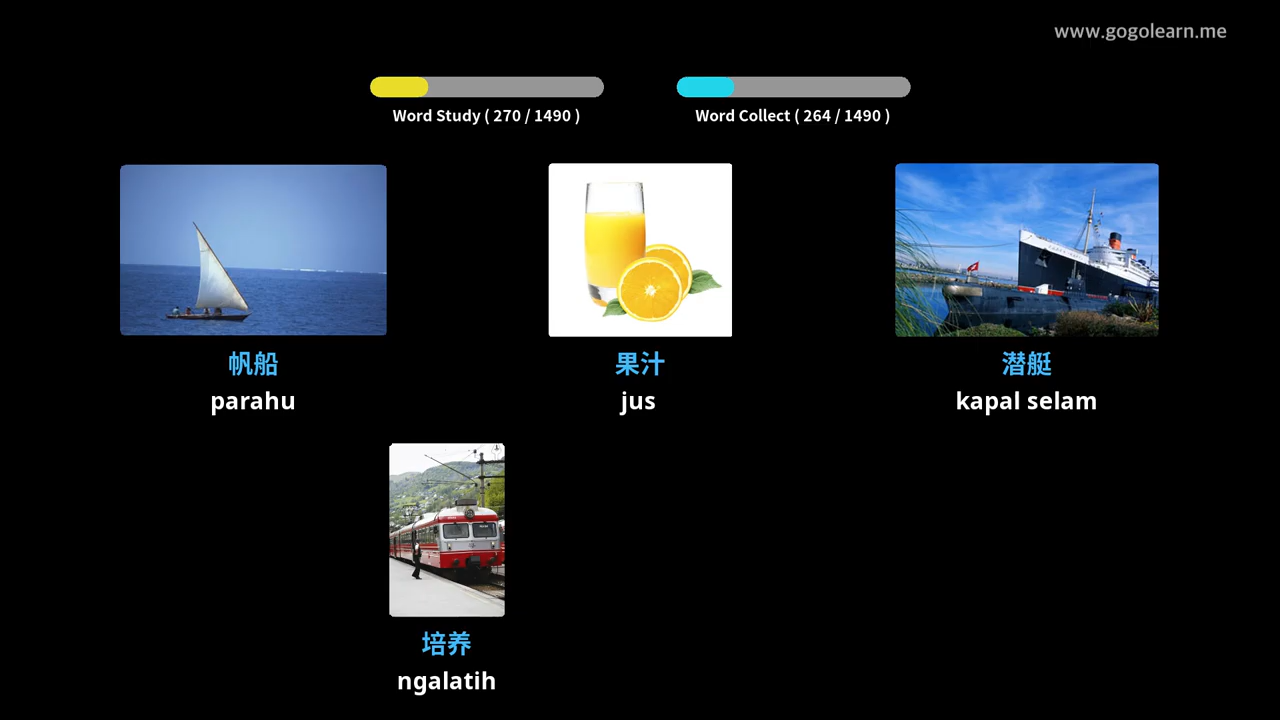 www.gogolearn.me
Word Study ( 270 / 1490 )
Word Collect ( 264 / 1490 )
帆船
parahu
果汁
jus
潜艇
kapal selam
培养
ngalatih